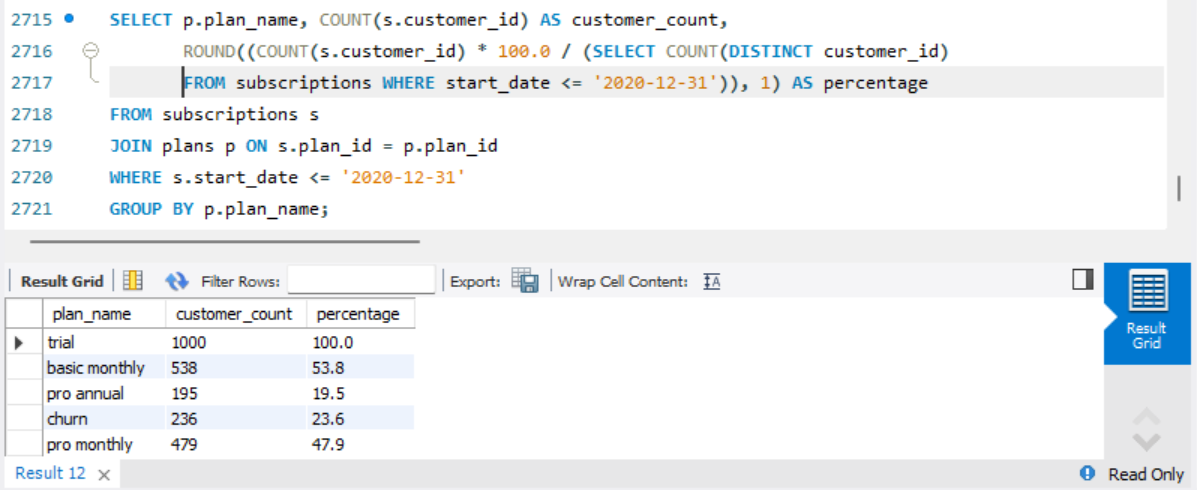 2715 SELECT p.plan_name, COUNT(s.customer_id) AS customer_count,
2716 ROUND((COUNT(s.customer_id) * 100.0 / (SELECT COUNT(DISTINCT customer_id)
2717 FROM subscriptions WHERE start_date <= '2020-12-31')), 1) AS percentage
2718 FROM subscriptions s
2719 JOIN plans p ON s.plan_id = p.plan_id
2720 WHERE s.start_date <= '2020-12-31'
2721 GROUP BY p.plan_name;
Result Grid Filter Rows: Export: Wrap Cell Content:
plan_name customer_count percentage
trial 1000 100.0
basic monthly 538 53.8
pro annual 195 19.5
churn 236 23.6
pro monthly 479 47.9
Result
Grid
Result 12 Read Only